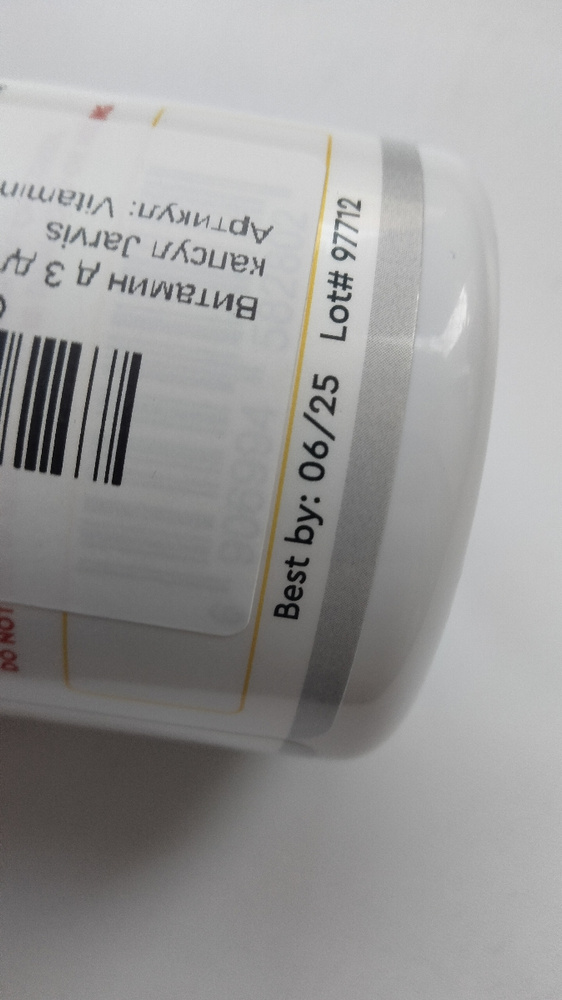 Best by: 06/25 Lot# 97712
Витамин д 3
капсул Jarvis
Артикул: Vitamin
DO NOT